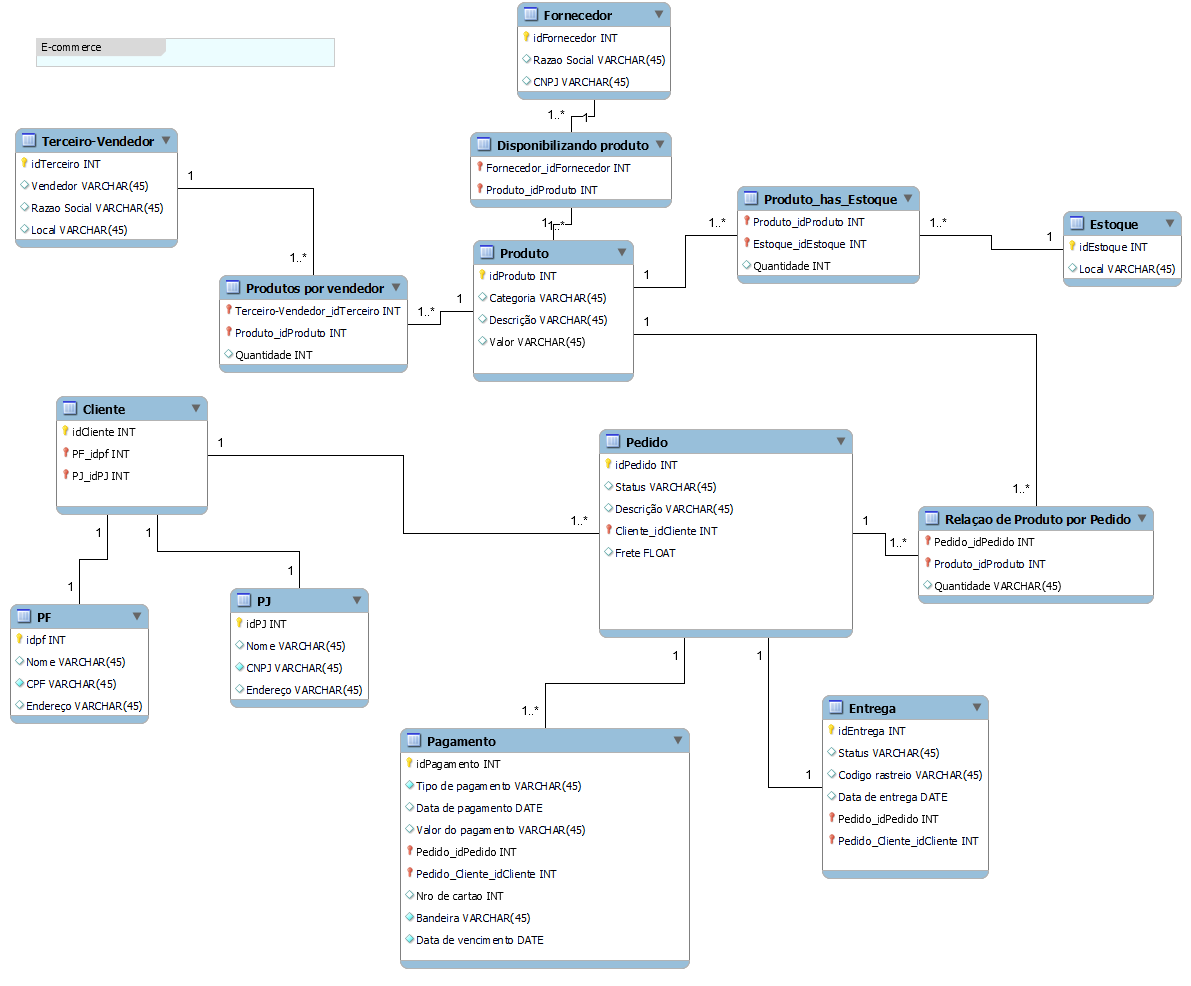 E-commerce
Fornecedor
idFornecedor INT
Razao Social VARCHAR(45)
CNPJ VARCHAR(45)
1..*
1
Disponibilizando produto
Fornecedor_idFornecedor INT
Produto_idProduto INT
1
1..*
Terceiro-Vendedor
idTerceiro INT
Vendedor VARCHAR(45)
Razao Social VARCHAR(45)
Local VARCHAR(45)
1
1..*
Produtos por vendedor
Terceiro-Vendedor_idTerceiro INT
Produto_idProduto INT
Quantidade INT
1..*
1
Produto
idProduto INT
Categoria VARCHAR(45)
Descrição VARCHAR(45)
Valor VARCHAR(45)
1
1..*
Produto_has_Estoque
Produto_idProduto INT
Estoque_idEstoque INT
Quantidade INT
1..*
1
Estoque
idEstoque INT
Local VARCHAR(45)
1
1..*
Cliente
idCliente INT
PF_idpf INT
PJ_idPJ INT
1
1..*
1
1
1
1
PF
idpf INT
Nome VARCHAR(45)
CPF VARCHAR(45)
Endereço VARCHAR(45)
PJ
idPJ INT
Nome VARCHAR(45)
CNPJ VARCHAR(45)
Endereço VARCHAR(45)
Pedido
idPedido INT
Status VARCHAR(45)
Descrição VARCHAR(45)
Cliente_idCliente INT
Frete FLOAT
1
1..*
Relaçao de Produto por Pedido
Pedido_idPedido INT
Produto_idProduto INT
Quantidade VARCHAR(45)
1
1..*
1
1
Pagamento
idPagamento INT
Tipo de pagamento VARCHAR(45)
Data de pagamento DATE
Valor do pagamento VARCHAR(45)
Pedido_idPedido INT
Pedido_Cliente_idCliente INT
Nro de cartao INT
Bandeira VARCHAR(45)
Data de vencimento DATE
Entrega
idEntrega INT
Status VARCHAR(45)
Codigo rastreio VARCHAR(45)
Data de entrega DATE
Pedido_idPedido INT
Pedido_Cliente_idCliente INT